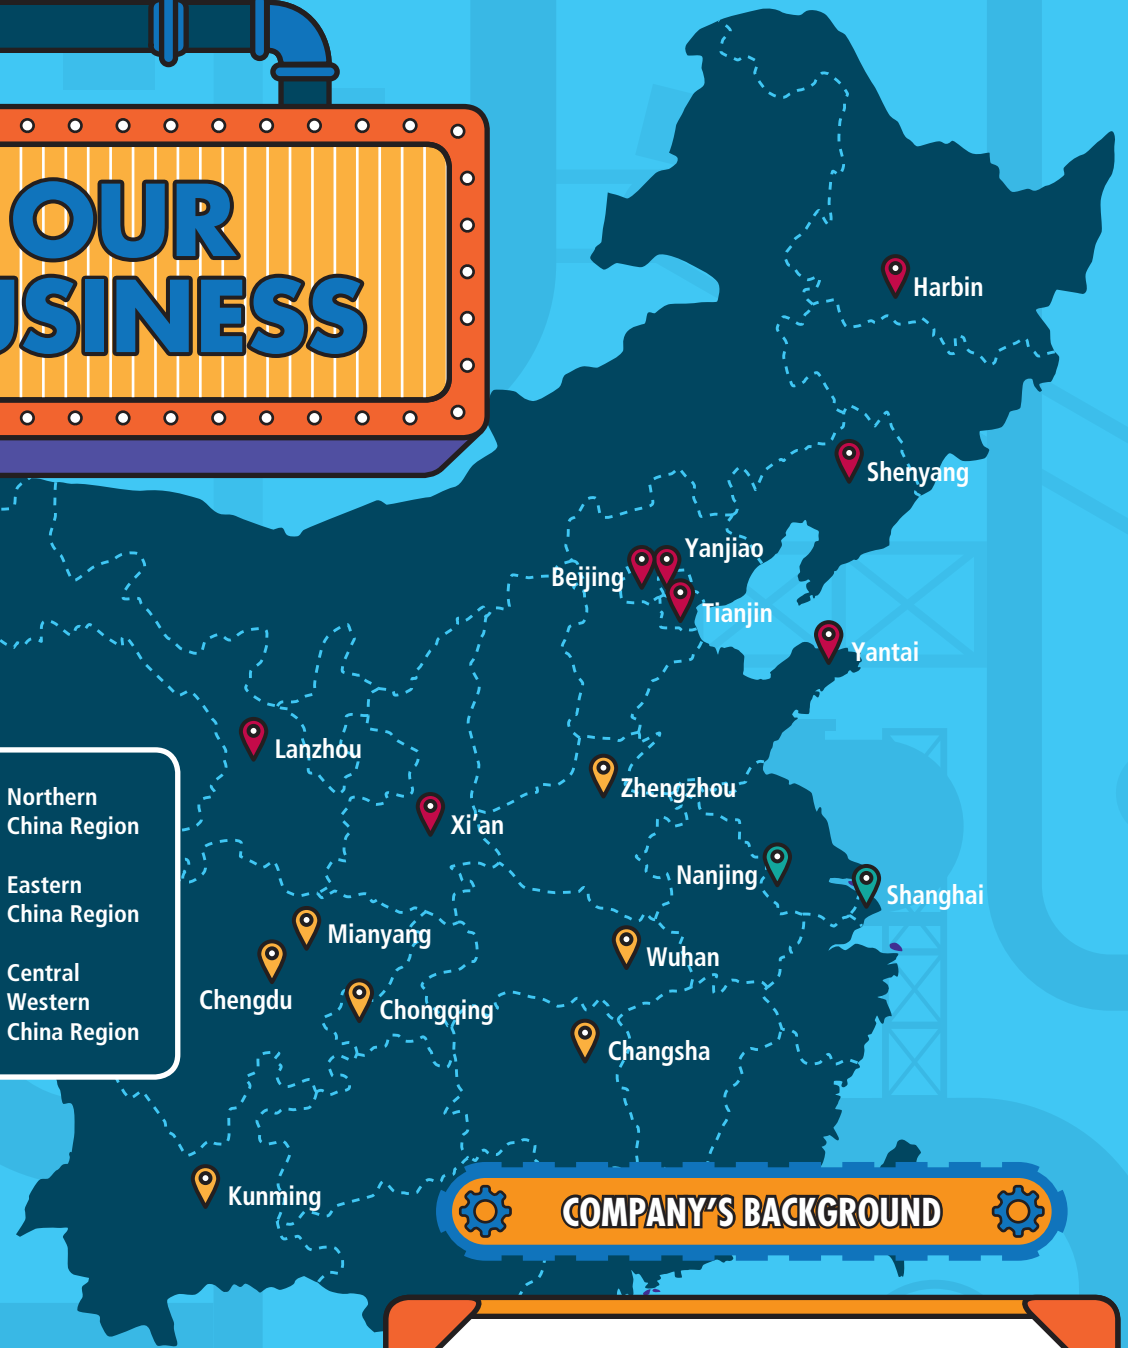 OUR
USINESS
Harbin
Shenyang
Yanjiao
Beijing
Tianjin
Yantai
Lanzhou
Zhengzhou
Xi'an
Nanjing
Shanghai
Mianyang
Wuhan
Chengdu
Chongqing
Changsha
Kunming
Northern
China Region
Eastern
China Region
Central
Western
China Region
COMPANY'S BACKGROUND